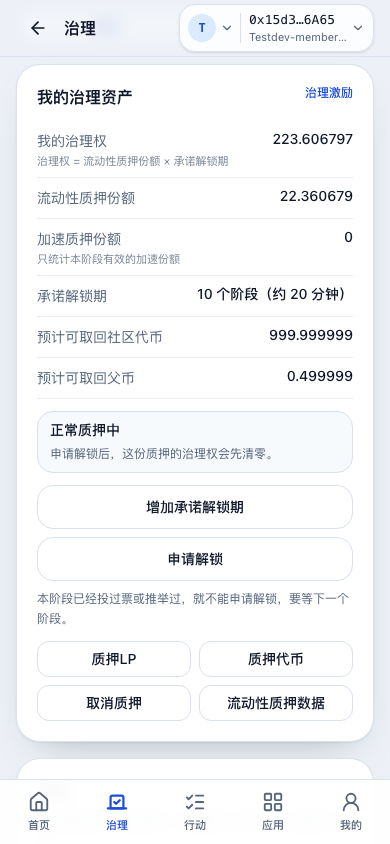 治理
T
0x15d3…6A65
Testdev-member...
我的治理资产
治理激励
我的治理权
223.606797
治理权 = 流动性质押份额 × 承诺解锁期
流动性质押份额
22.360679
加速质押份额
0
只统计本阶段有效的加速份额
承诺解锁期
10 个阶段（约 20 分钟）
预计可取回社区代币
999.999999
预计可取回父币
0.499999
正常质押中
申请解锁后，这份质押的治理权会先清零。
增加承诺解锁期
申请解锁
本阶段已经投过票或推举过，就不能申请解锁，要等下一个
阶段。
质押LP
质押代币
取消质押
流动性质押数据
首页
治理
行动
应用
我的